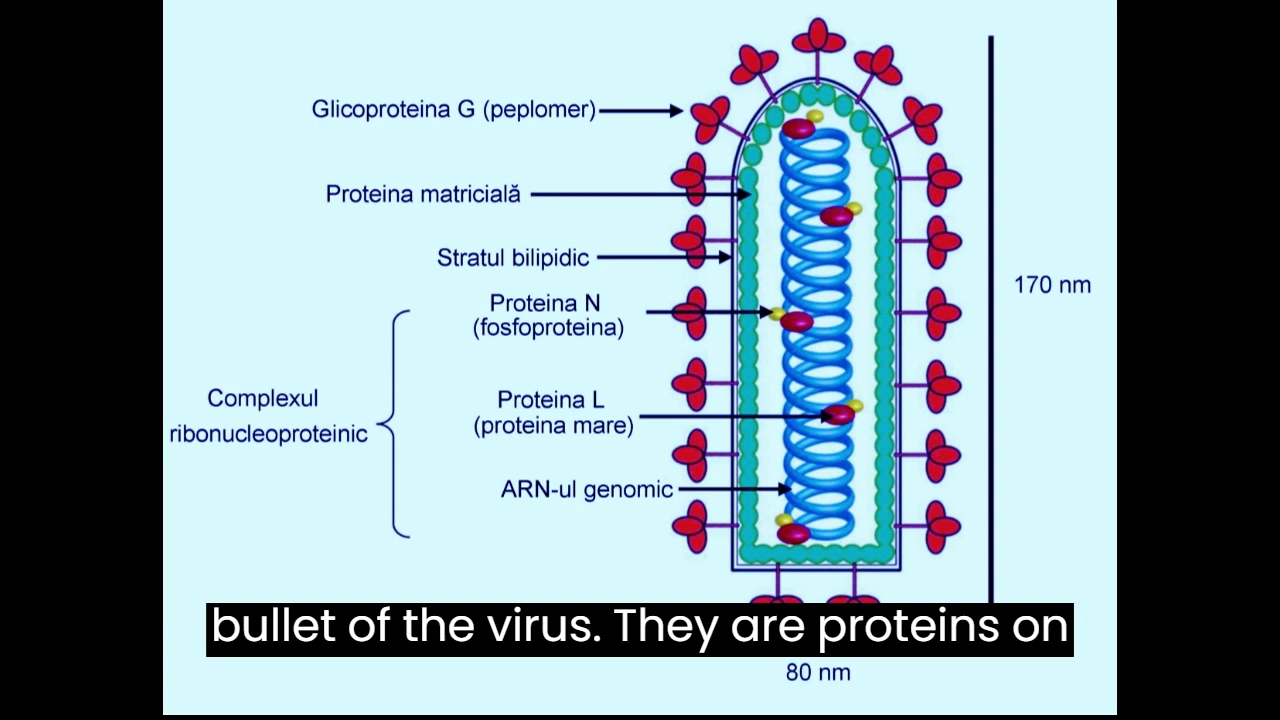 Glicoproteina G (peplomer)
Proteina matricială
Stratul bilipidic
Proteina N
(fosfoproteina)
Complexul
ribonucleoproteinic
Proteina L
(proteina mare)
ARN-ul genomic
170 nm
bullet of the virus. They are proteins on
80 nm